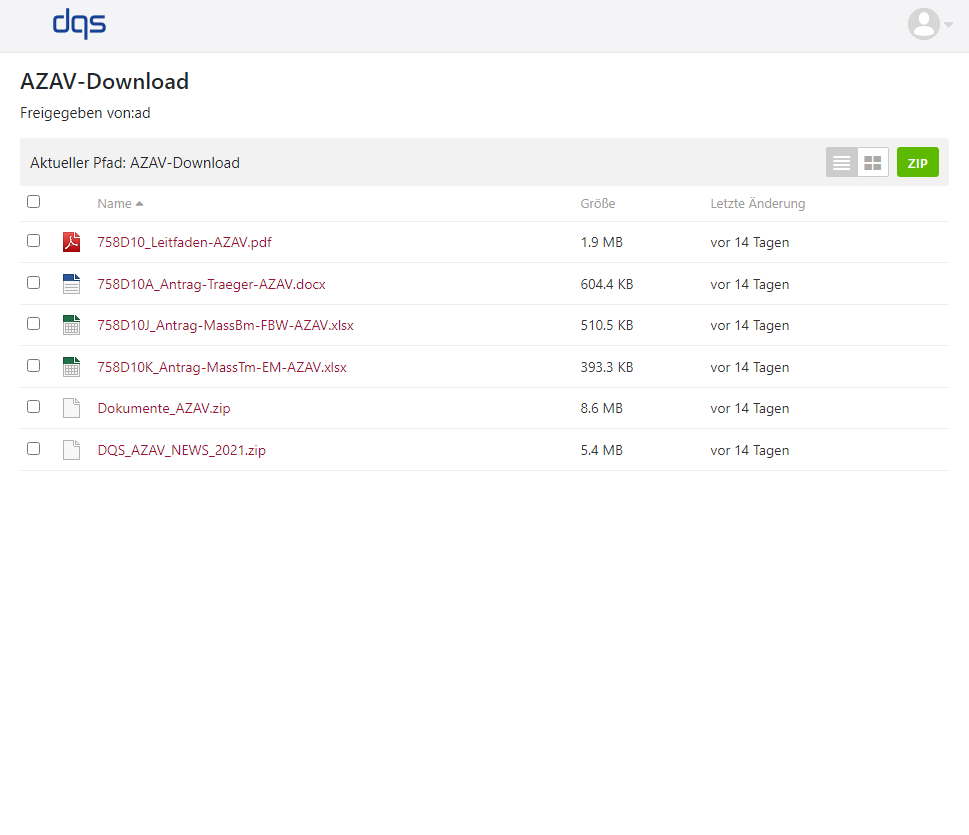 dqs
AZAV-Download
Freigegeben von:ad
Aktueller Pfad: AZAV-Download ZIP
Name Größe Letzte Änderung
758D10_Leitfaden-AZAV.pdf 1.9 MB vor 14 Tagen
758D10A_Antrag-Traeger-AZAV.docx 604.4 KB vor 14 Tagen
758D10J_Antrag-MassBm-FBW-AZAV.xlsx 510.5 KB vor 14 Tagen
758D10K_Antrag-MassTm-EM-AZAV.xlsx 393.3 KB vor 14 Tagen
Dokumente_AZAV.zip 8.6 MB vor 14 Tagen
DQS_AZAV_NEWS_2021.zip 5.4 MB vor 14 Tagen